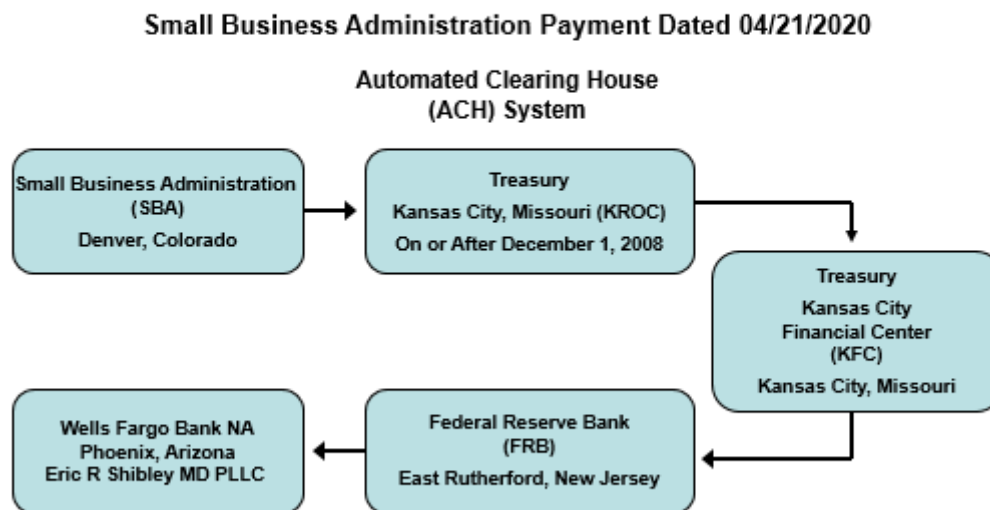 Small Business Administration Payment Dated 04/21/2020
Automated Clearing House
(ACH) System
Small Business Administration
(SBA)
Denver, Colorado
Treasury
Kansas City, Missouri (KROC)
On or After December 1, 2008
Treasury
Kansas City
Financial Center
(KFC)
Kansas City, Missouri
Federal Reserve Bank
(FRB)
East Rutherford, New Jersey
Wells Fargo Bank NA
Phoenix, Arizona
Eric R Shibley MD PLLC